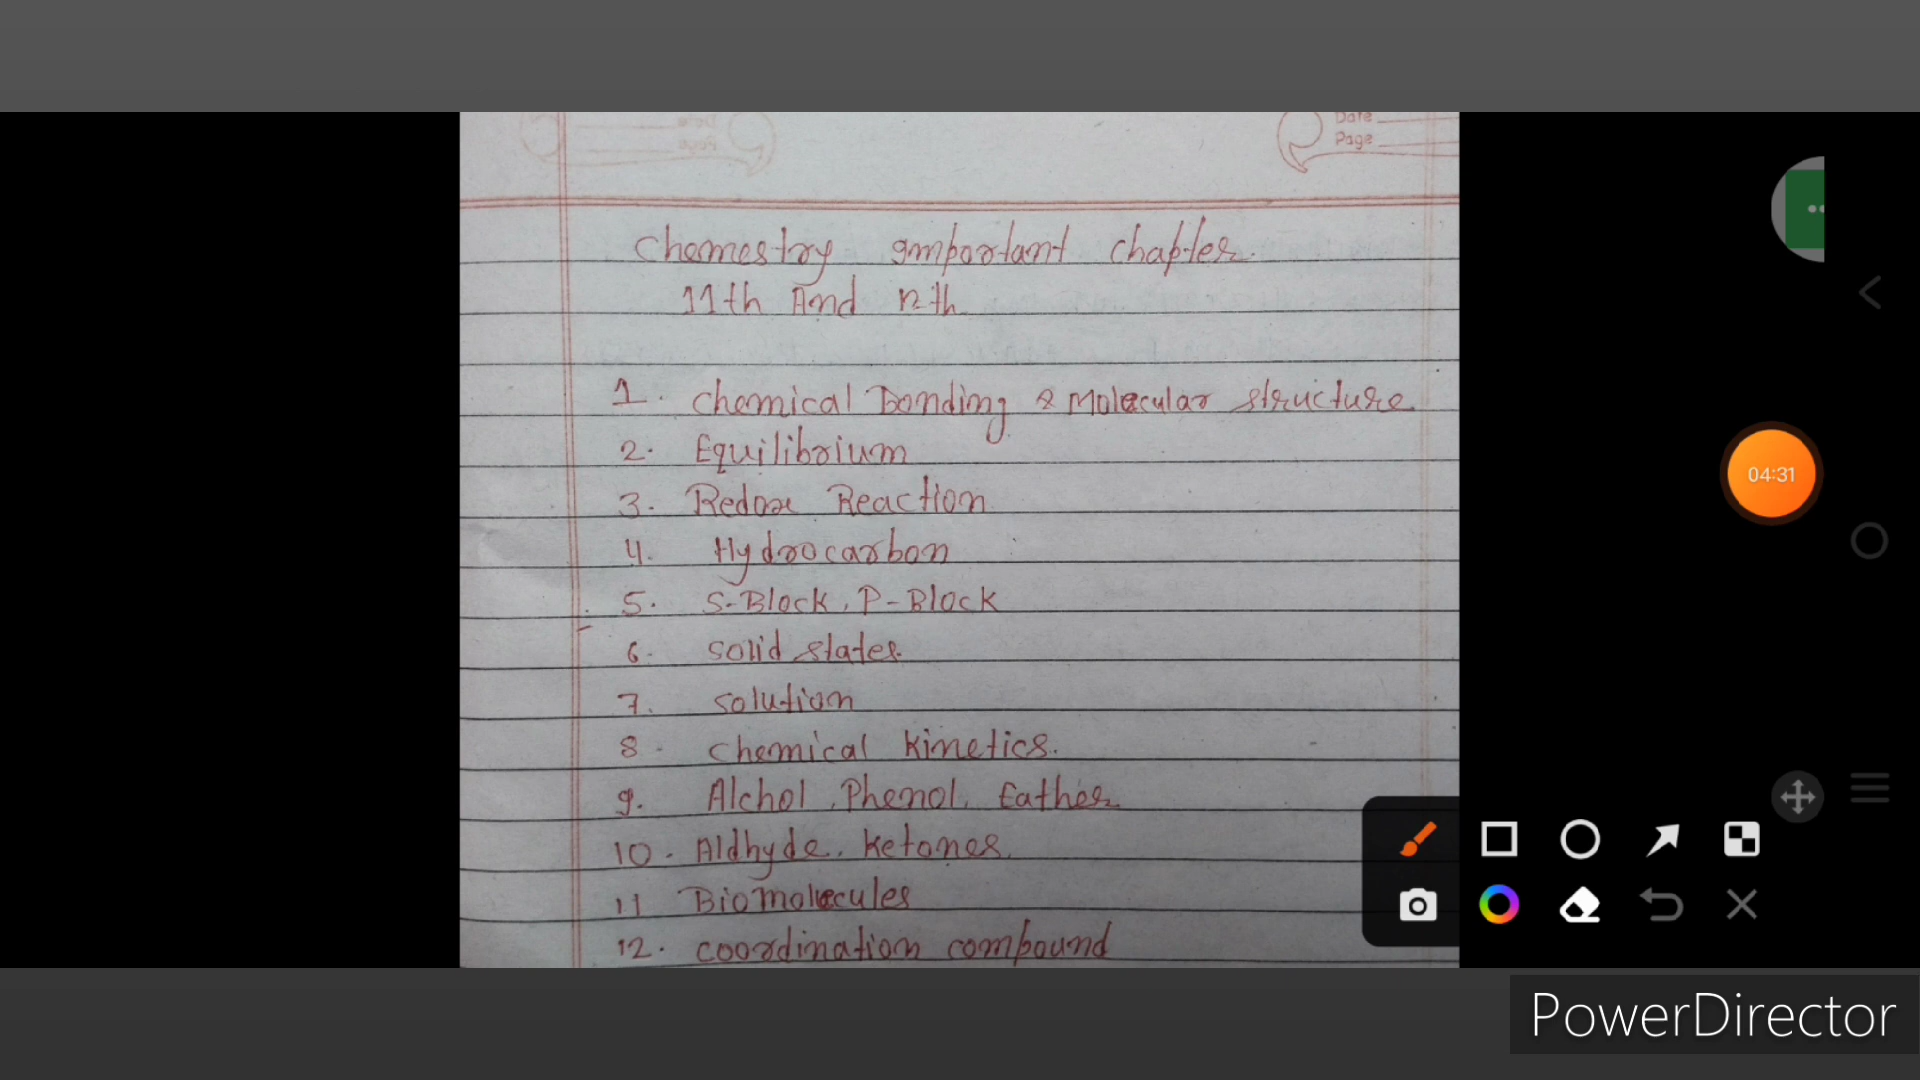 Date
Page
Chemestry Important chapter
11th And 12th
1. Chemical Bonding & Molecular structure
2. Equilibrium
3. Redox Reaction
4. Hydrocarbon
5. S-Block, P-Block
6. Solid states.
7. Solution
8. Chemical kinetics.
9. Alchol, Phenol, Eather
10. Aldhyde, ketones.
11 Biomolecules
12. Coordination compound
04:31
PowerDirector